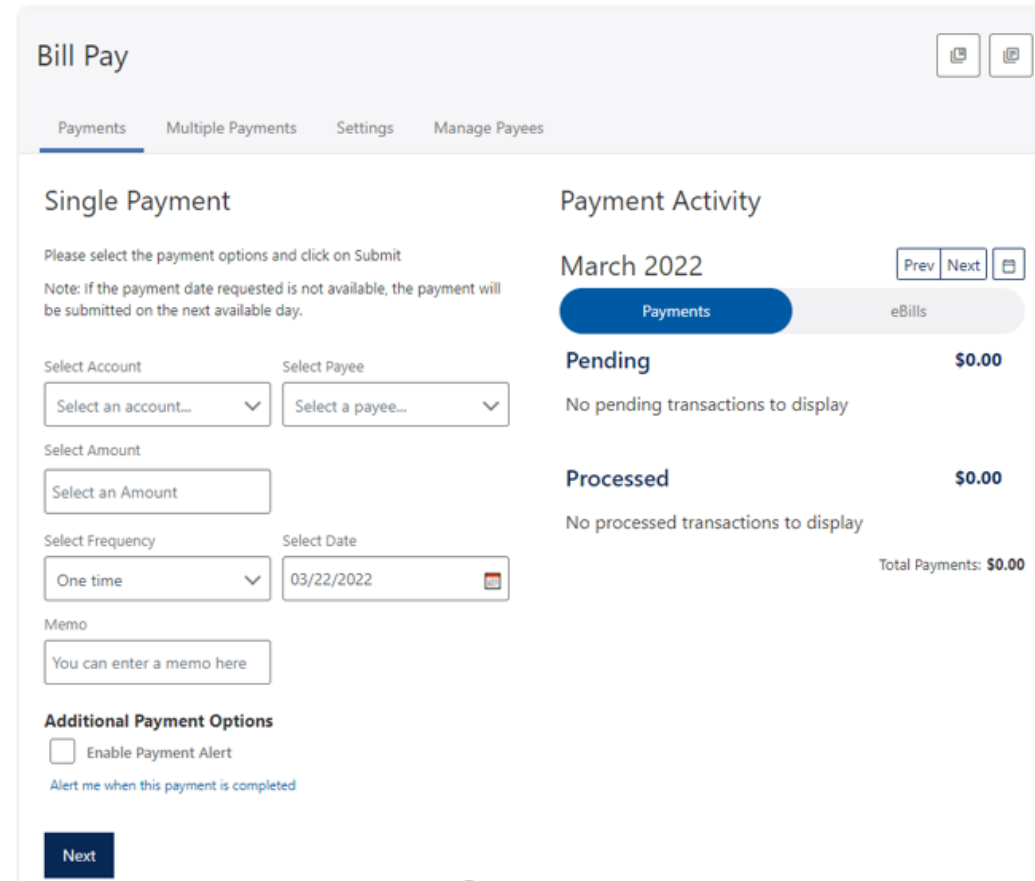 Bill Pay
Payments
Multiple Payments
Settings
Manage Payees
Single Payment
Please select the payment options and click on Submit
Note: If the payment date requested is not available, the payment will
be submitted on the next available day.
Select Account
Select Payee
Select an account...
Select a payee...
Select Amount
Select an Amount
Select Frequency
Select Date
One time
03/22/2022
Memo
You can enter a memo here
Additional Payment Options
Enable Payment Alert
Alert me when this payment is completed
Next
Payment Activity
March 2022
Prev
Next
Payments
eBills
Pending
$0.00
No pending transactions to display
Processed
$0.00
No processed transactions to display
Total Payments: $0.00